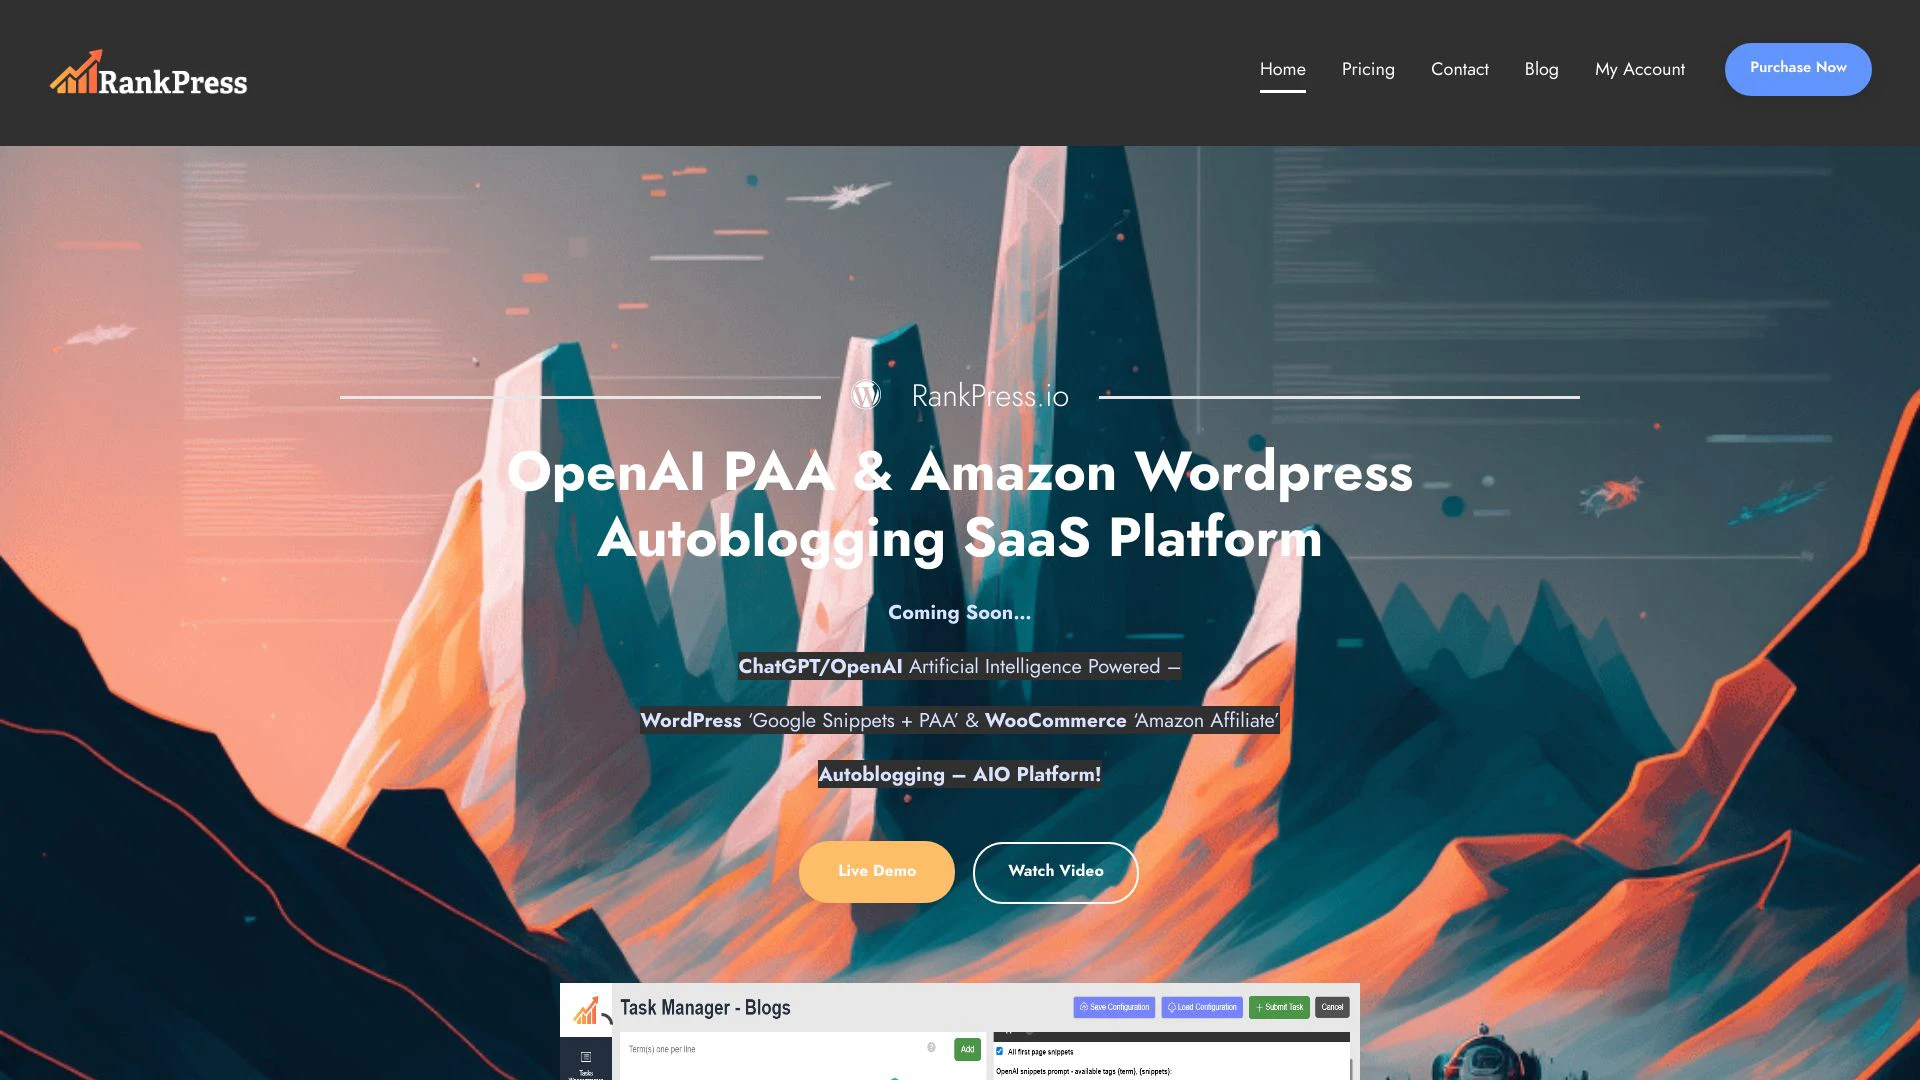 RankPress
Home
Pricing
Contact
Blog
My Account
Purchase Now
RankPress.io
OpenAI PAA & Amazon Wordpress
Autoblogging SaaS Platform
Coming Soon...
ChatGPT/OpenAI Artificial Intelligence Powered –
WordPress ‘Google Snippets + PAA’ & WooCommerce ‘Amazon Affiliate’
Autoblogging – AIO Platform!
Live Demo
Watch Video
Task Manager - Blogs
Save Configuration
Load Configuration
Submit Task
Cancel
Term(s) one per line
Add
All first page snippets
Tasks
OpenAI snippets prompt - available tags {term}, {snippets}: